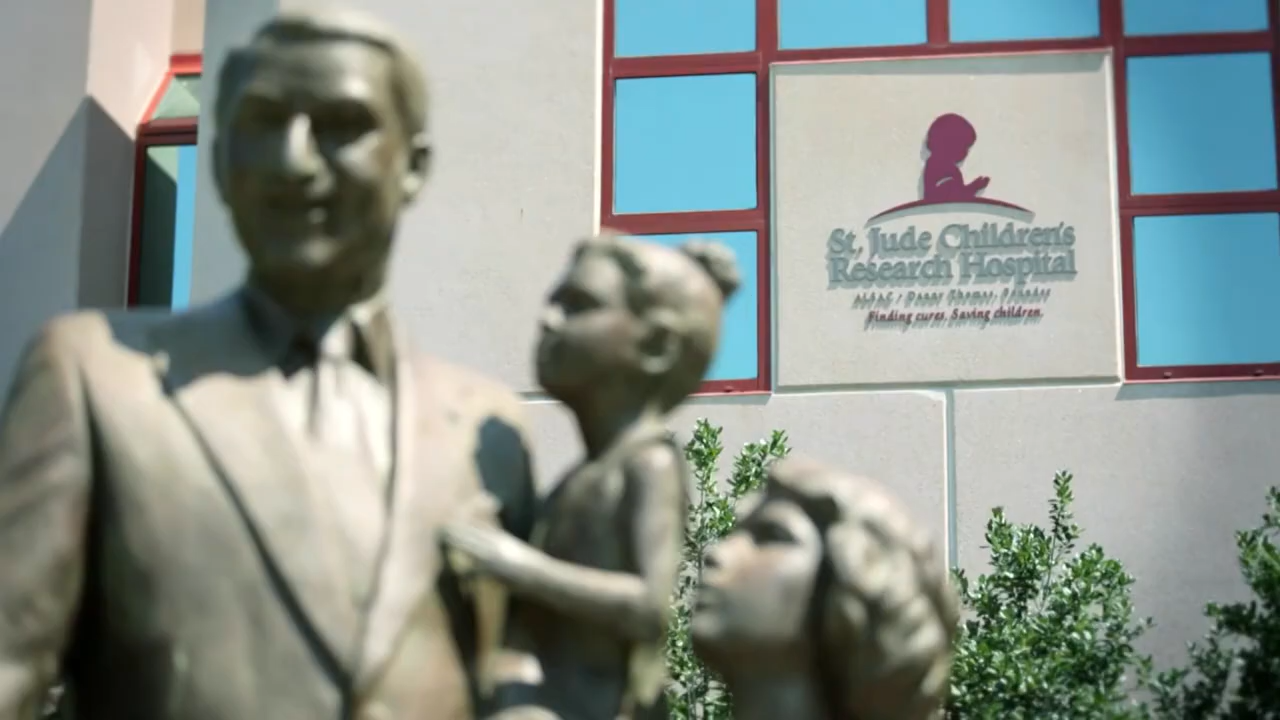 St. Jude Children's
Research Hospital
Finding cures. Saving children.